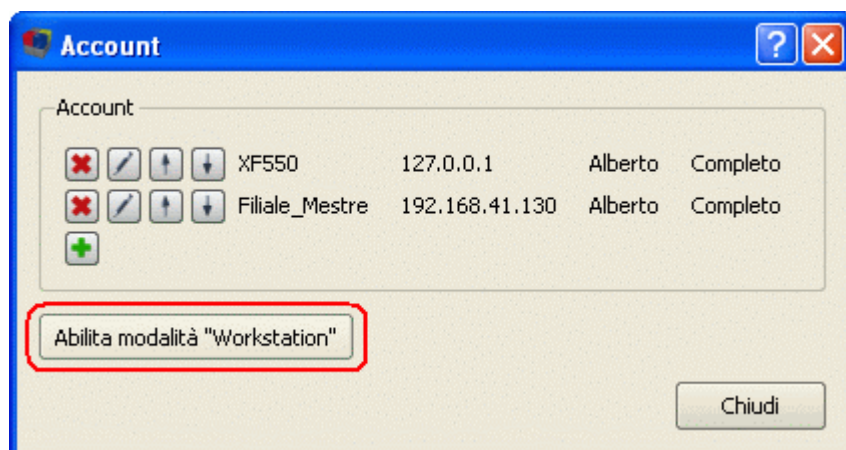 Account
Account
XF550 127.0.0.1 Alberto Completo
Filiale_Mestre 192.168.41.130 Alberto Completo
Abilita modalità "Workstation"
Chiudi